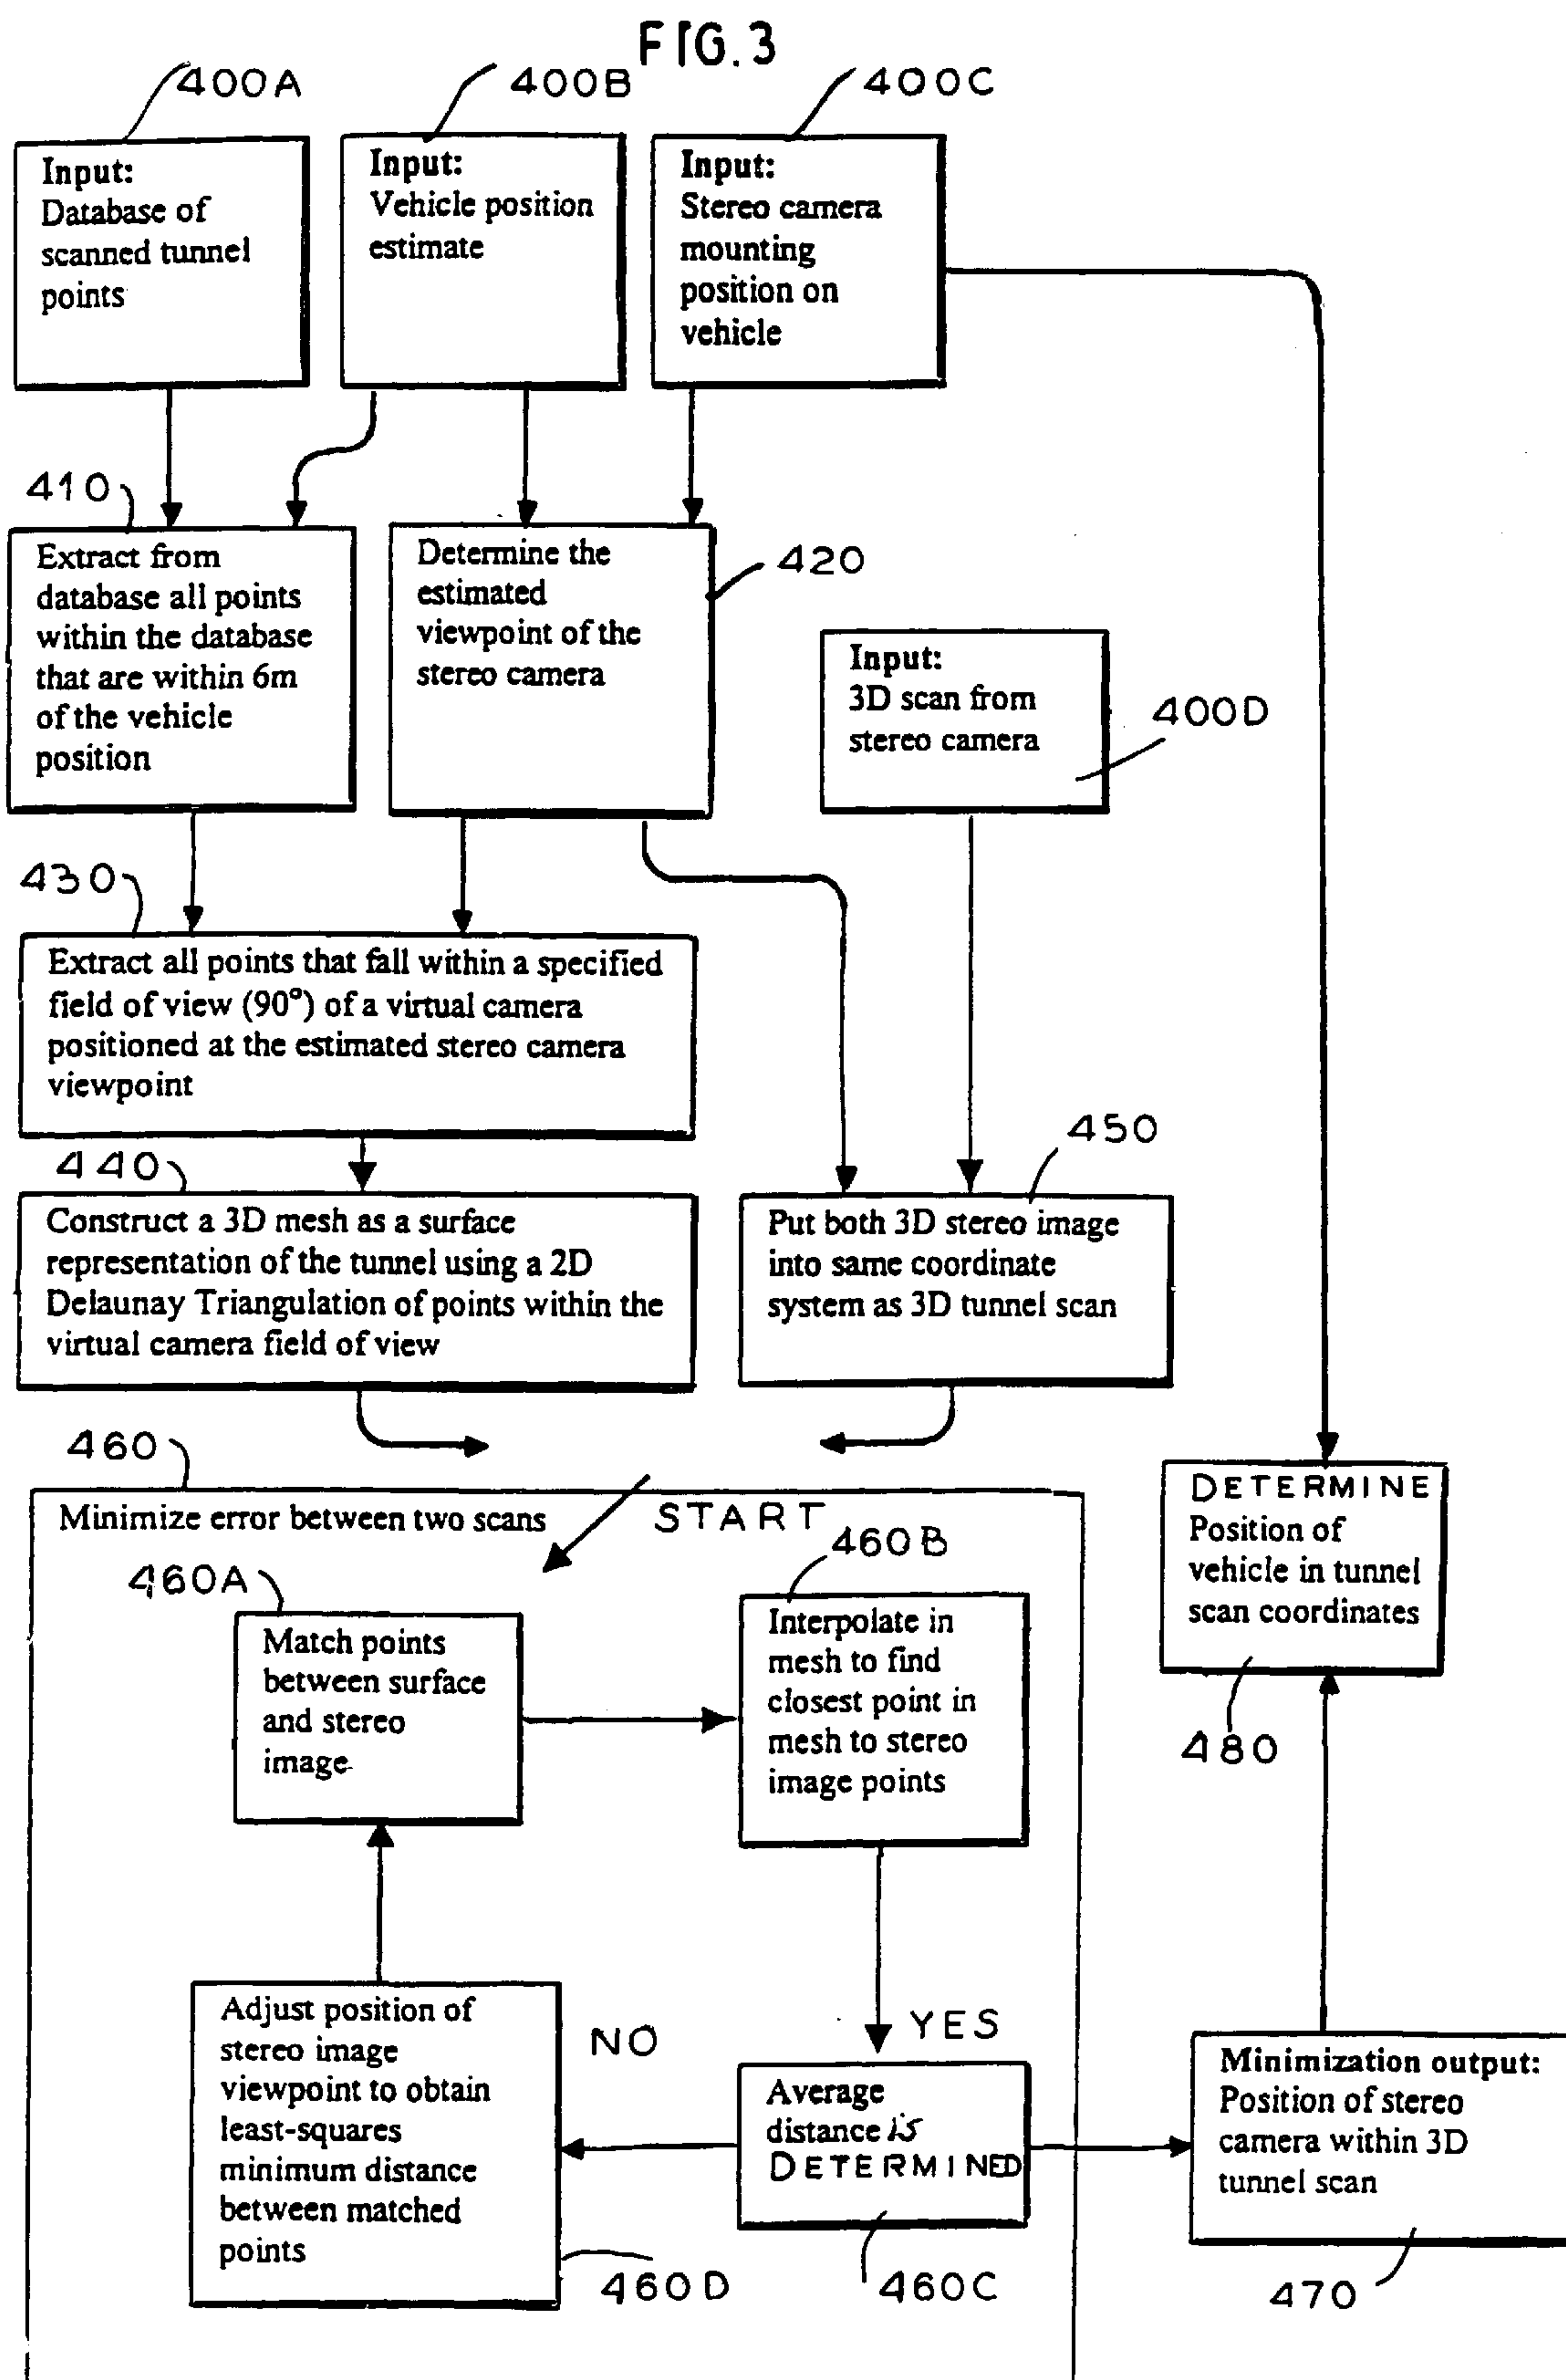 FIG. 3
400A
400B
400C
Input:
Database of
scanned tunnel
points
Input:
Vehicle position
estimate
Input:
Stereo camera
mounting
position on
vehicle
410
Extract from
database all points
within the database
that are within 6m
of the vehicle
position
Determine the
estimated
viewpoint of the
stereo camera
420
Input:
3D scan from
stereo camera
400D
430
Extract all points that fall within a specified
field of view (90°) of a virtual camera
positioned at the estimated stereo camera
viewpoint
440
Construct a 3D mesh as a surface
representation of the tunnel using a 2D
Delaunay Triangulation of points within the
virtual camera field of view
450
Put both 3D stereo image
into same coordinate
system as 3D tunnel scan
460
Minimize error between two scans
START
460A
Match points
between surface
and stereo
image
460B
Interpolate in
mesh to find
closest point in
mesh to stereo
image points
DETERMINE
Position of
vehicle in tunnel
scan coordinates
480
Adjust position of
stereo image
viewpoint to obtain
least-squares
minimum distance
between matched
points
NO
YES
Average
distance is
DETERMINED
460D
460C
Minimization output:
Position of stereo
camera within 3D
tunnel scan
470